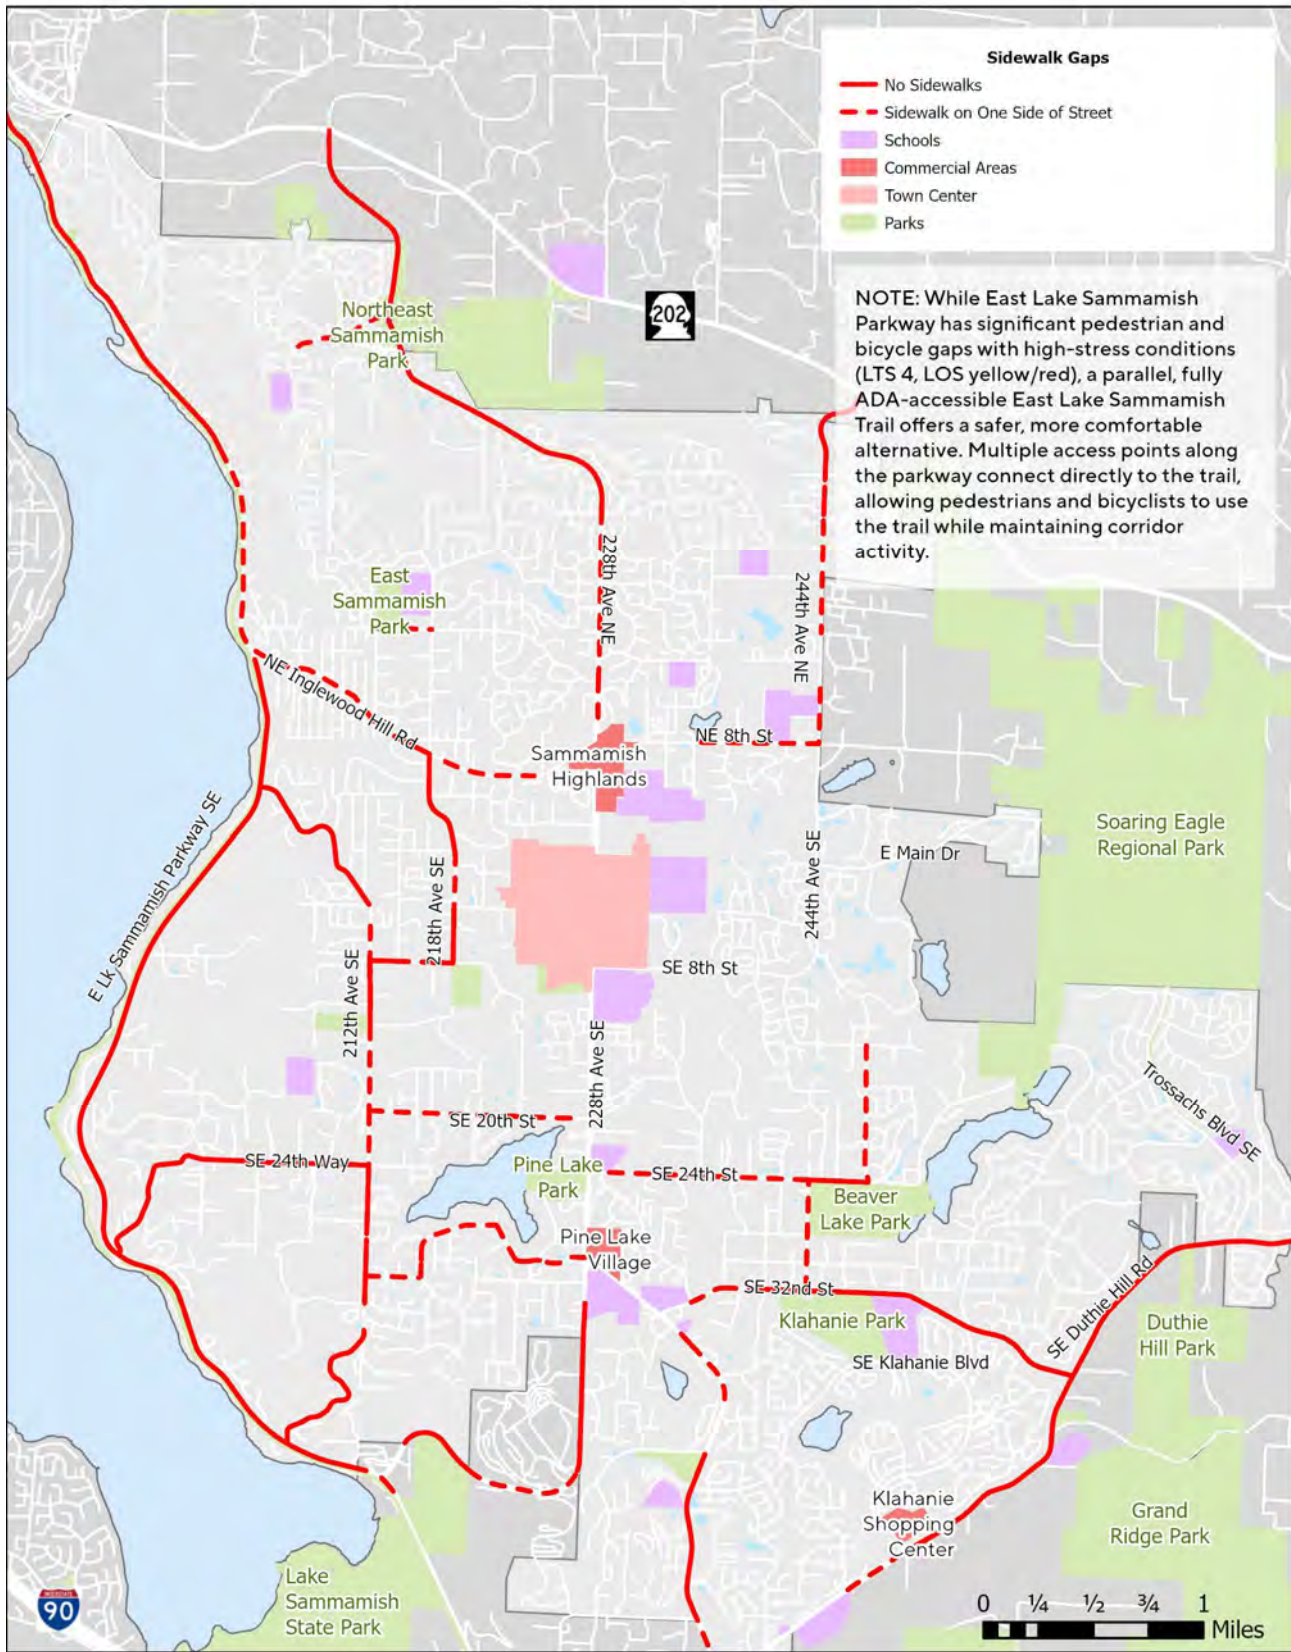 Sidewalk Gaps
No Sidewalks
Sidewalk on One Side of Street
Schools
Commercial Areas
Town Center
Parks
NOTE: While East Lake Sammamish
Parkway has significant pedestrian and
bicycle gaps with high-stress conditions
(LTS 4, LOS yellow/red), a parallel, fully
ADA-accessible East Lake Sammamish
Trail offers a safer, more comfortable
alternative. Multiple access points along
the parkway connect directly to the trail,
allowing pedestrians and bicyclists to use
the trail while maintaining corridor
activity.
202
Northeast
Sammamish
Park
228th Ave NE
244th Ave NE
East
Sammamish
Park
NE Inglewood Hill Rd
NE 8th St
Sammamish
Highlands
E Lk Sammamish Parkway SE
Soaring Eagle
Regional Park
E Main Dr
244th Ave SE
218th Ave SE
212th Ave SE
SE 8th St
228th Ave SE
Trossachs Blvd SE
SE 20th St
SE 24th Way
Pine Lake
Park
SE 24th St
Beaver
Lake Park
Pine Lake
Village
SE 32nd St
SE Duthie Hill Rd
Klahanie Park
Duthie
Hill Park
SE Klahanie Blvd
Klahanie
Shopping
Center
Grand
Ridge Park
Lake
Sammamish
State Park
INTERSTATE
90
0 ¼ ½ ¾ 1
Miles